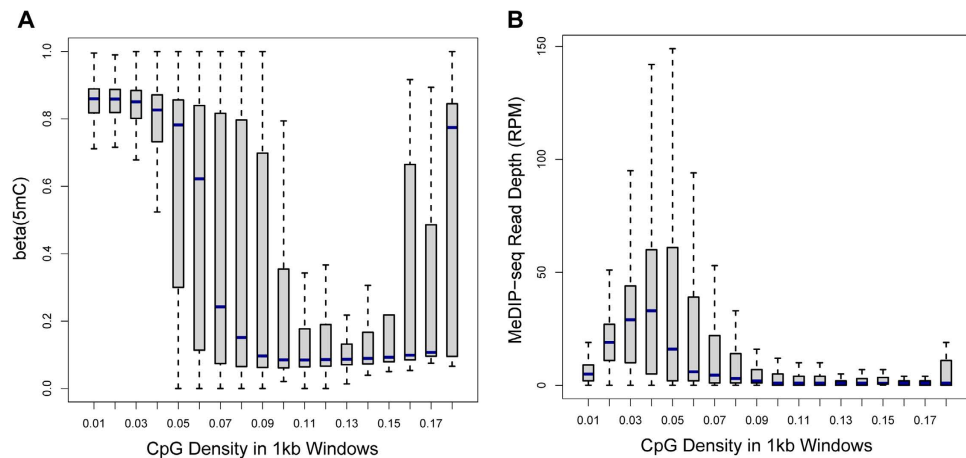 A
1.0
0.8
0.6
0.4
0.2
0.0
beta(5mC)
0.01 0.03 0.05 0.07 0.09 0.11 0.13 0.15 0.17
CpG Density in 1kb Windows
B
150
100
50
0
MeDIP−seq Read Depth (RPM)
0.01 0.03 0.05 0.07 0.09 0.11 0.13 0.15 0.17
CpG Density in 1kb Windows